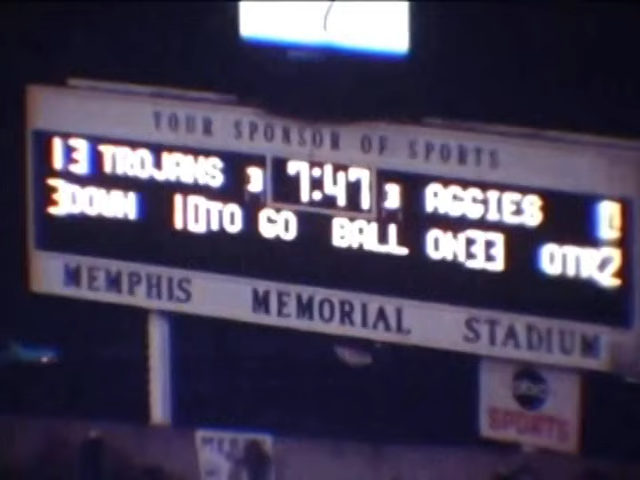 YOUR SPONSOR OF SPORTS
13 TROJANS 3 7:47 3 AGGIES 0
3DOWN 10TO GO BALL ON33 QTR2
MEMPHIS MEMORIAL STADIUM
abc
SPORTS